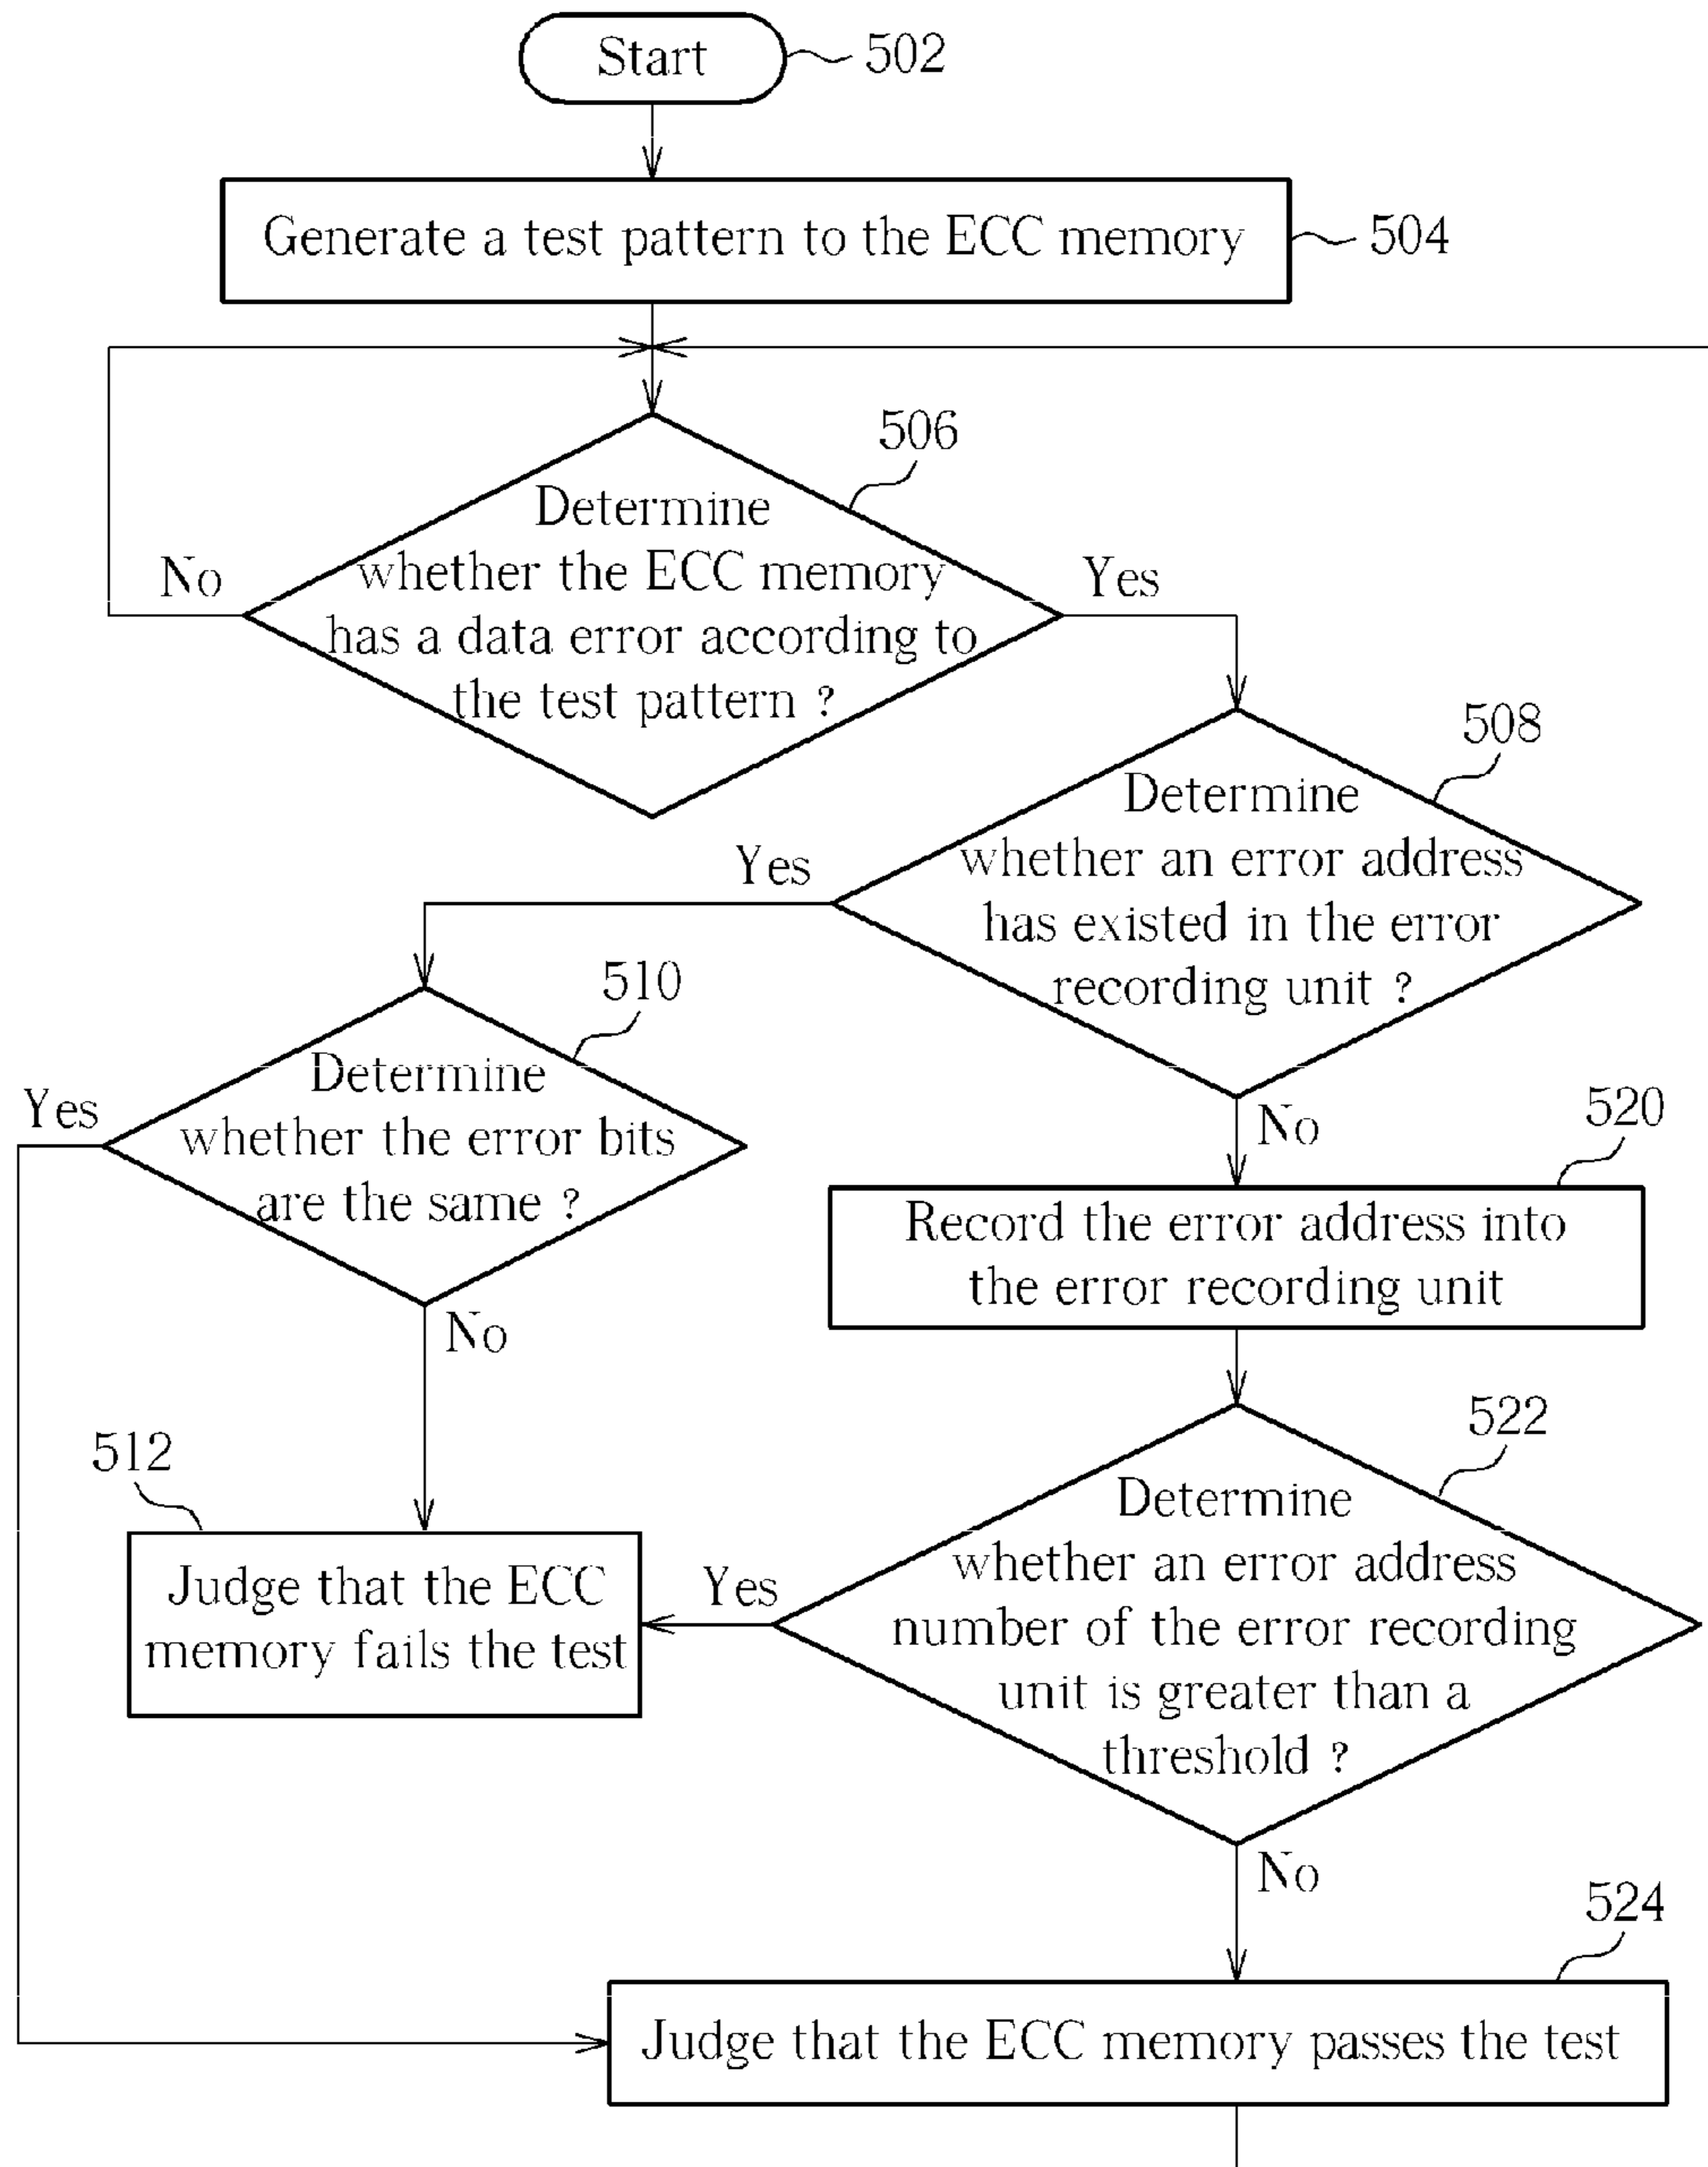 Start
502
Generate a test pattern to the ECC memory
504
506
Determine
whether the ECC memory
has a data error according to
the test pattern ?
No
Yes
508
Determine
whether an error address
has existed in the error
recording unit ?
Yes
No
510
Determine
whether the error bits
are the same ?
Yes
No
520
Record the error address into
the error recording unit
522
Determine
whether an error address
number of the error recording
unit is greater than a
threshold ?
Yes
No
512
Judge that the ECC
memory fails the test
524
Judge that the ECC memory passes the test